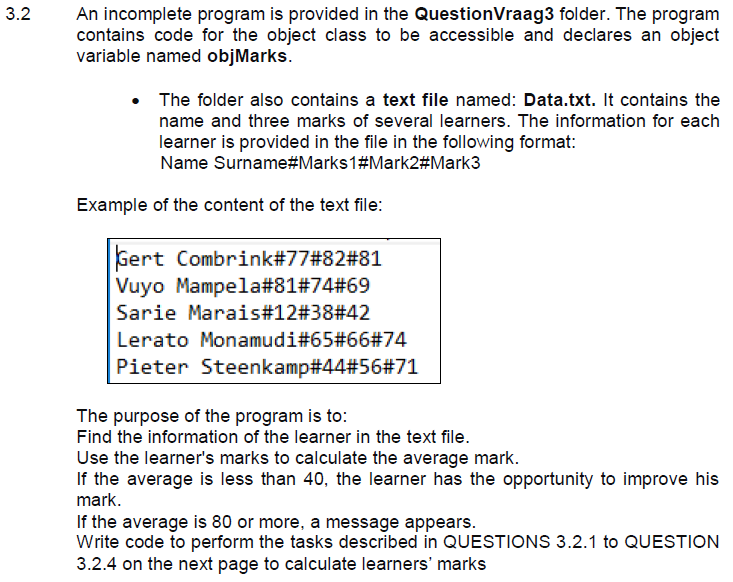 3.2 An incomplete program is provided in the QuestionVraag3 folder. The program
contains code for the object class to be accessible and declares an object
variable named objMarks.
• The folder also contains a text file named: Data.txt. It contains the
name and three marks of several learners. The information for each
learner is provided in the file in the following format:
Name Surname#Marks1#Mark2#Mark3
Example of the content of the text file:
Gert Combrink#77#82#81
Vuyo Mampela#81#74#69
Sarie Marais#12#38#42
Lerato Monamudi#65#66#74
Pieter Steenkamp#44#56#71
The purpose of the program is to:
Find the information of the learner in the text file.
Use the learner's marks to calculate the average mark.
If the average is less than 40, the learner has the opportunity to improve his
mark.
If the average is 80 or more, a message appears.
Write code to perform the tasks described in QUESTIONS 3.2.1 to QUESTION
3.2.4 on the next page to calculate learners' marks